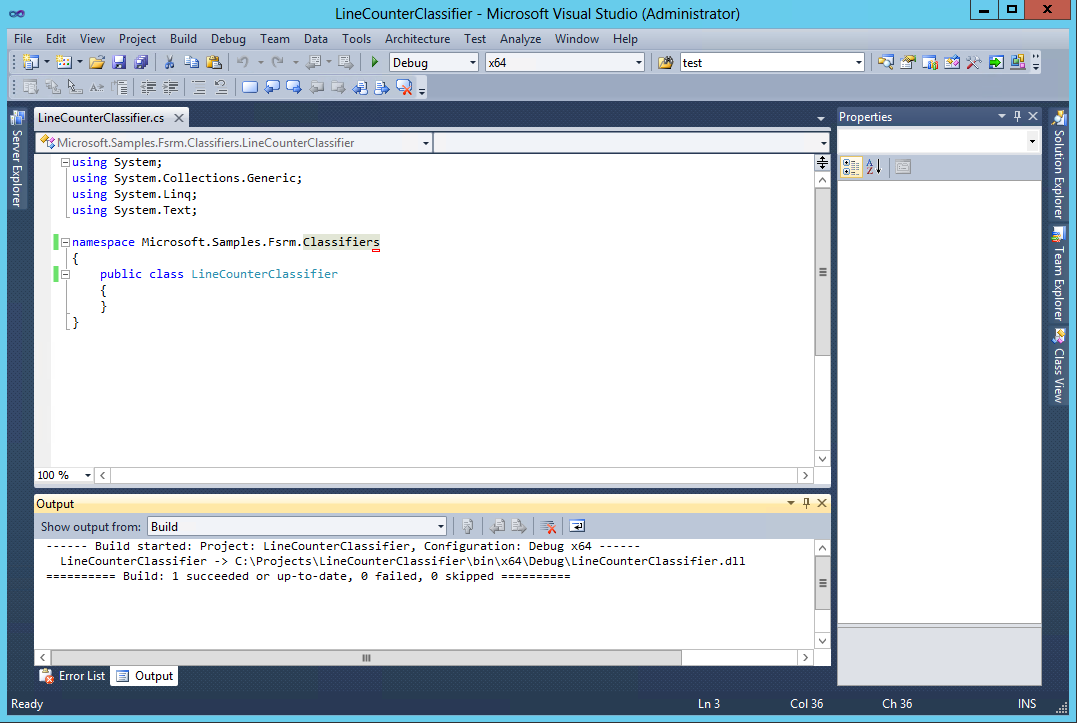 LineCounterClassifier - Microsoft Visual Studio (Administrator)
File Edit View Project Build Debug Team Data Tools Architecture Test Analyze Window Help
Debug x64 test
LineCounterClassifier.cs
Microsoft.Samples.Fsrm.Classifiers.LineCounterClassifier
using System;
using System.Collections.Generic;
using System.Linq;
using System.Text;
namespace Microsoft.Samples.Fsrm.Classifiers
{
public class LineCounterClassifier
{
}
}
100 %
Server Explorer
Properties
Solution Explorer
Team Explorer
Class View
Output
Show output from: Build
------ Build started: Project: LineCounterClassifier, Configuration: Debug x64 ------
LineCounterClassifier -> C:\Projects\LineCounterClassifier\bin\x64\Debug\LineCounterClassifier.dll
========== Build: 1 succeeded or up-to-date, 0 failed, 0 skipped ==========
Error List Output
Ready Ln 3 Col 36 Ch 36 INS